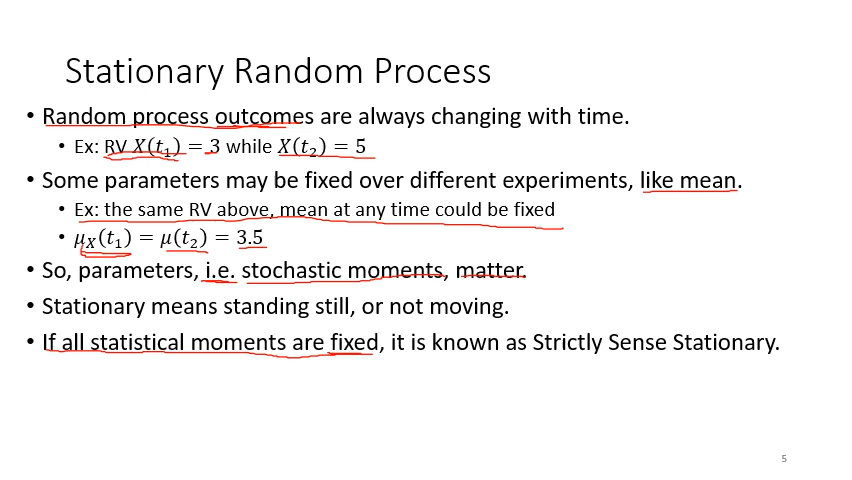 Stationary Random Process
• Random process outcomes are always changing with time.
• Ex: RV X(t₁) = 3 while X(t₂) = 5
• Some parameters may be fixed over different experiments, like mean.
• Ex: the same RV above, mean at any time could be fixed
• μ_X(t₁) = μ(t₂) = 3.5
• So, parameters, i.e. stochastic moments, matter.
• Stationary means standing still, or not moving.
• If all statistical moments are fixed, it is known as Strictly Sense Stationary.
5